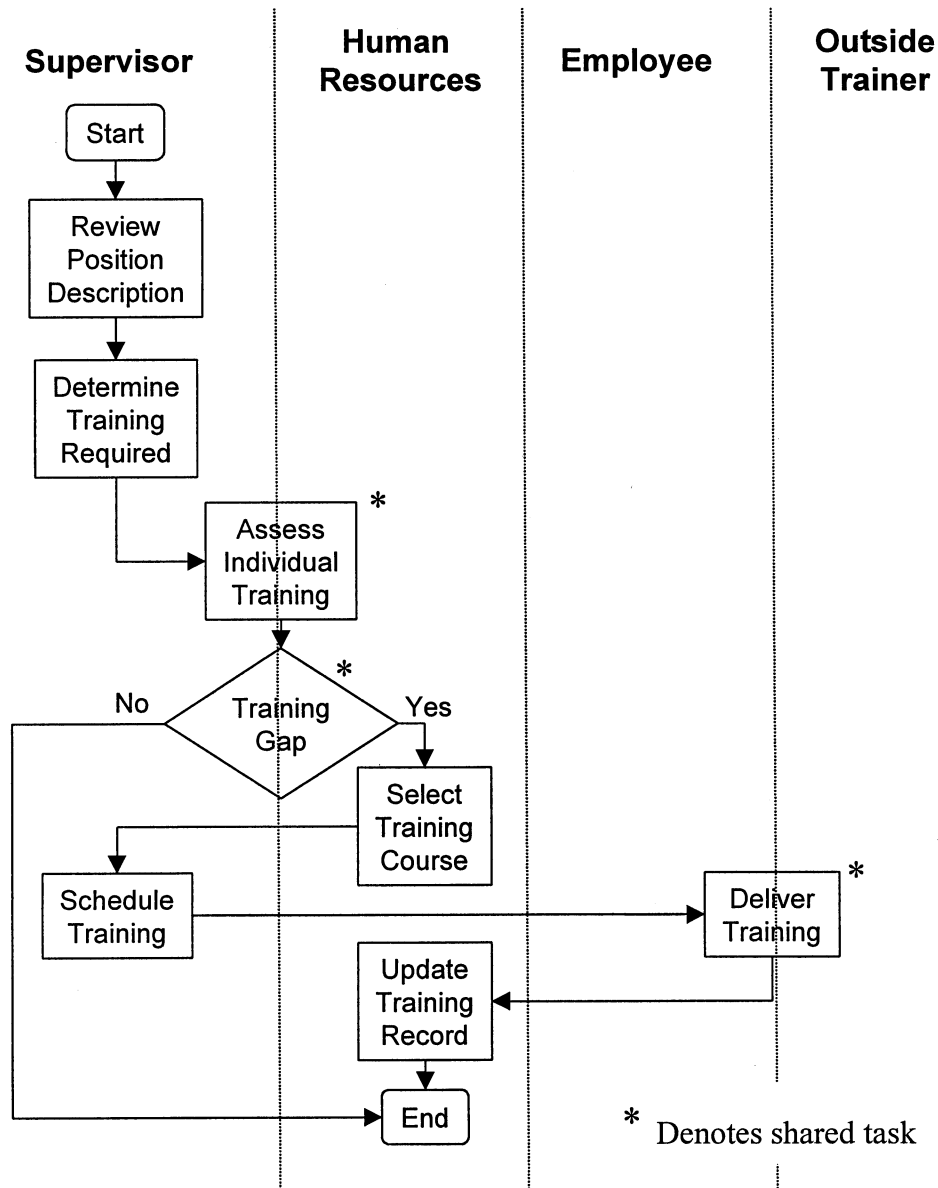 Supervisor
Human
Resources
Employee
Outside
Trainer
Start
Review
Position
Description
Determine
Training
Required
*
Assess
Individual
Training
*
No
Training
Gap
Yes
Select
Training
Course
Schedule
Training
*
Deliver
Training
Update
Training
Record
End
* Denotes shared task